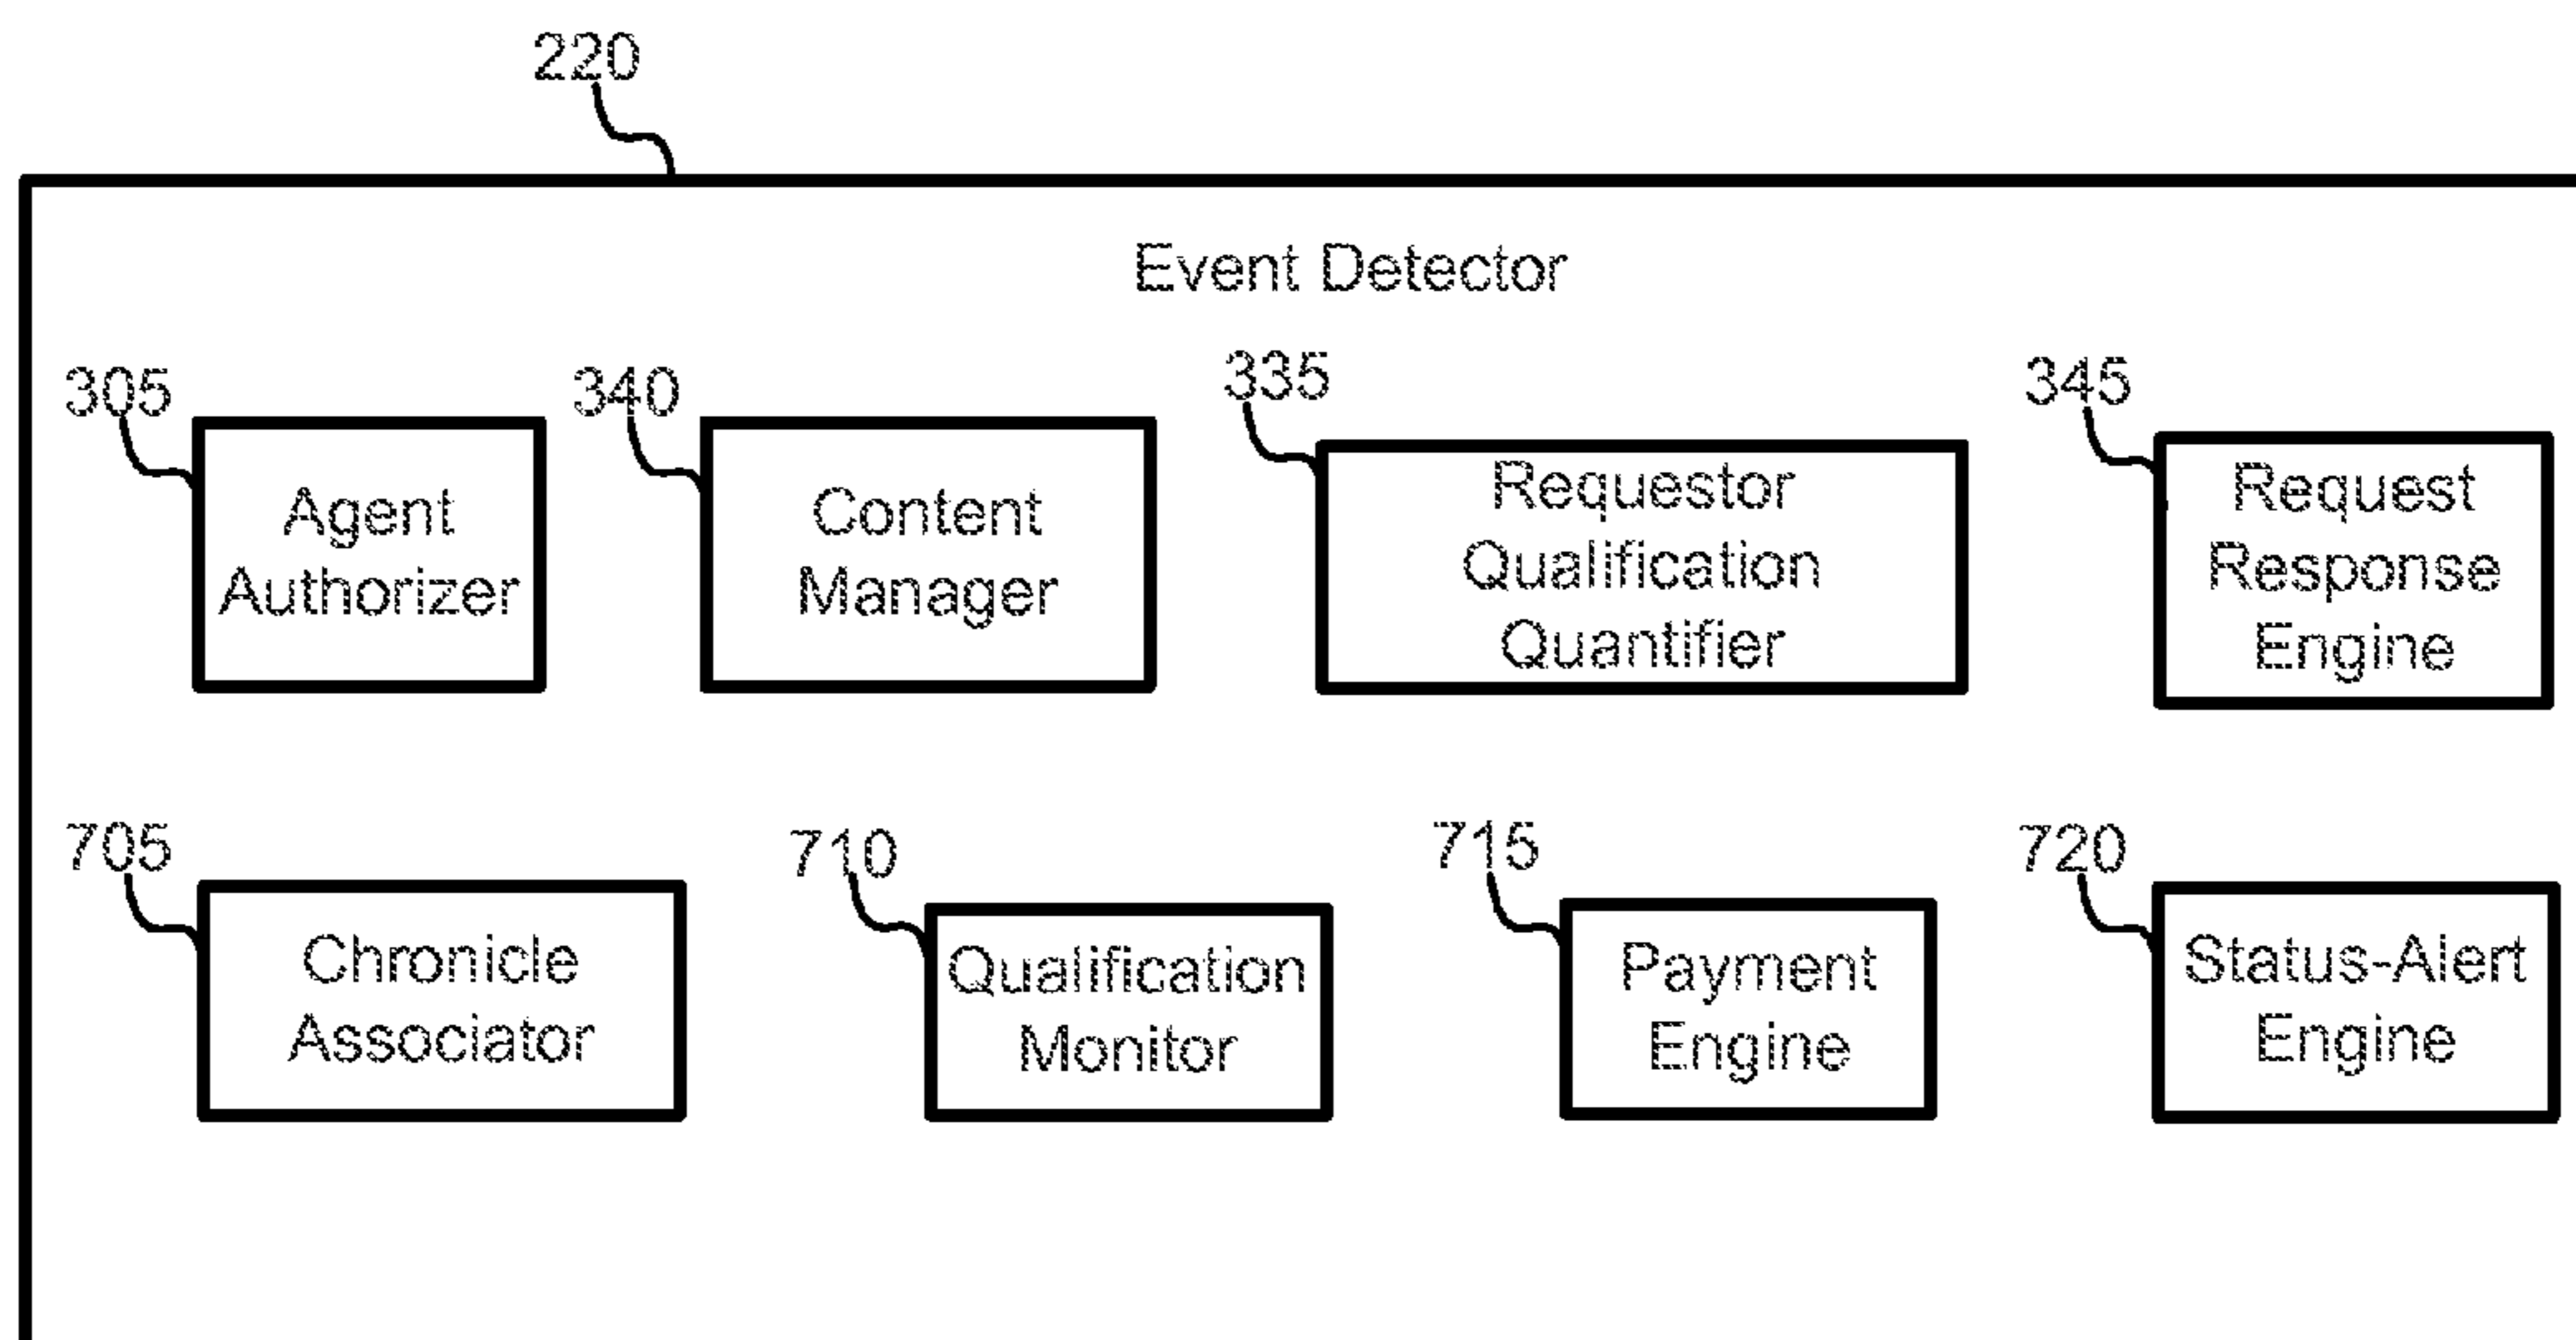 220
Event Detector
305
Agent
Authorizer
340
Content
Manager
335
Requestor
Qualification
Quantifier
345
Request
Response
Engine
705
Chronicle
Associator
710
Qualification
Monitor
715
Payment
Engine
720
Status-Alert
Engine